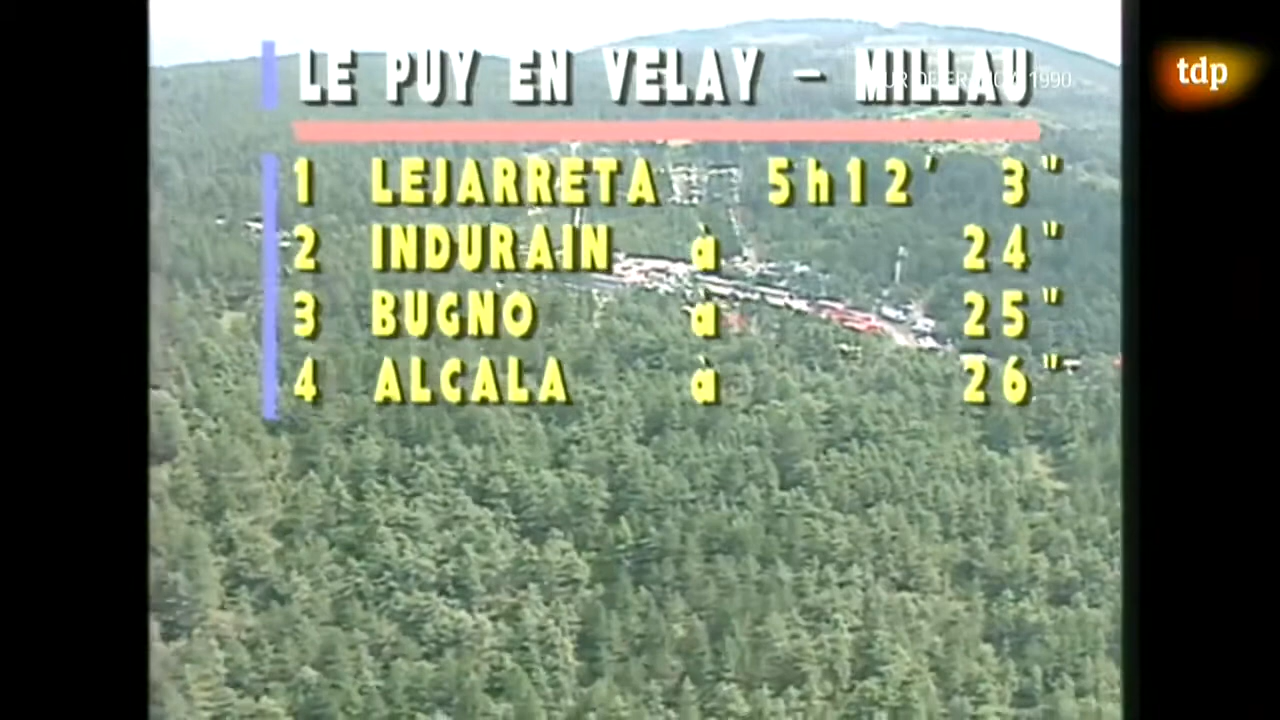 LE PUY EN VELAY - MILLAU
tdp
1 LEJARRETA 5h12' 3"
2 INDURAIN à 24"
3 BUGNO à 25"
4 ALCALA à 26"
1990